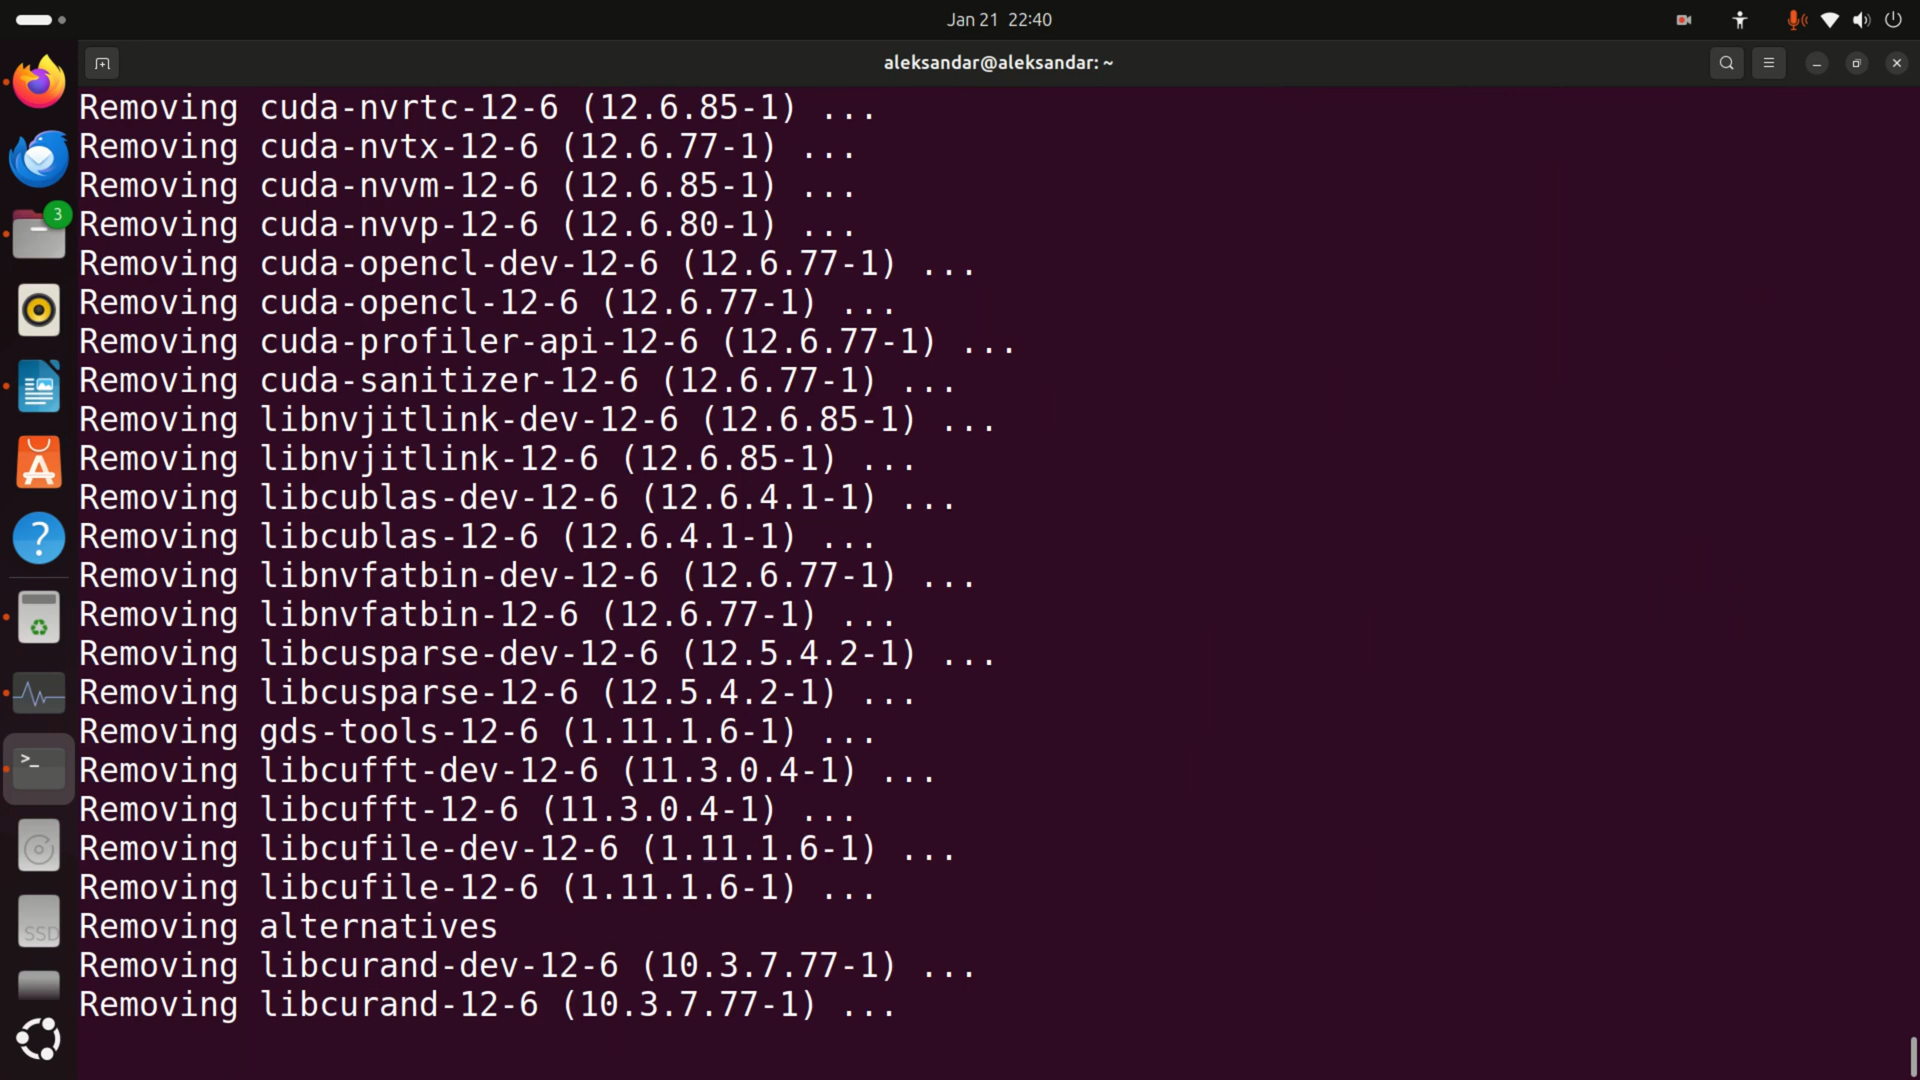 Jan 21 22:40
aleksandar@aleksandar: ~
Removing cuda-nvrtc-12-6 (12.6.85-1) ...
Removing cuda-nvtx-12-6 (12.6.77-1) ...
Removing cuda-nvvm-12-6 (12.6.85-1) ...
Removing cuda-nvvp-12-6 (12.6.80-1) ...
Removing cuda-opencl-dev-12-6 (12.6.77-1) ...
Removing cuda-opencl-12-6 (12.6.77-1) ...
Removing cuda-profiler-api-12-6 (12.6.77-1) ...
Removing cuda-sanitizer-12-6 (12.6.77-1) ...
Removing libnvjitlink-dev-12-6 (12.6.85-1) ...
Removing libnvjitlink-12-6 (12.6.85-1) ...
Removing libcublas-dev-12-6 (12.6.4.1-1) ...
Removing libcublas-12-6 (12.6.4.1-1) ...
Removing libnvfatbin-dev-12-6 (12.6.77-1) ...
Removing libnvfatbin-12-6 (12.6.77-1) ...
Removing libcusparse-dev-12-6 (12.5.4.2-1) ...
Removing libcusparse-12-6 (12.5.4.2-1) ...
Removing gds-tools-12-6 (1.11.1.6-1) ...
Removing libcufft-dev-12-6 (11.3.0.4-1) ...
Removing libcufft-12-6 (11.3.0.4-1) ...
Removing libcufile-dev-12-6 (1.11.1.6-1) ...
Removing libcufile-12-6 (1.11.1.6-1) ...
Removing alternatives
Removing libcurand-dev-12-6 (10.3.7.77-1) ...
Removing libcurand-12-6 (10.3.7.77-1) ...
3
?
>_
SSD